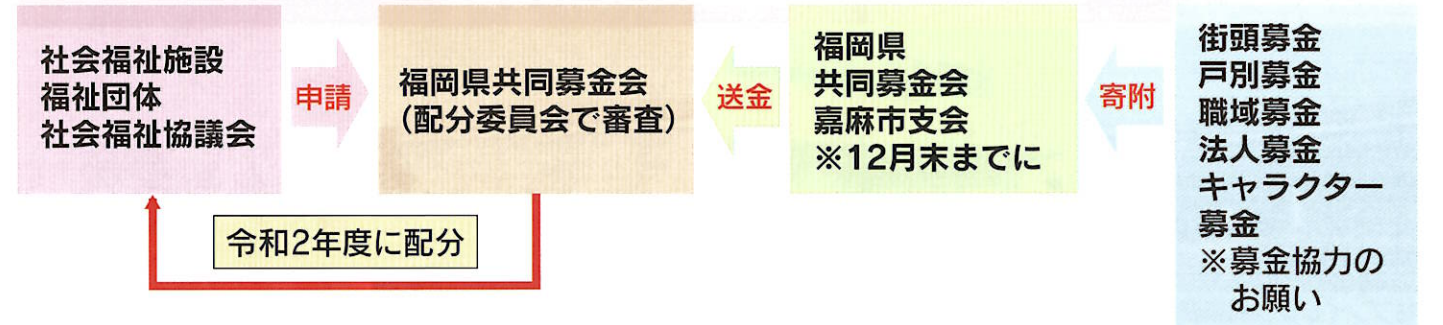 社会福祉施設
福祉団体
社会福祉協議会
申請
福岡県共同募金会
(配分委員会で審査)
送金
福岡県
共同募金会
嘉麻市支会
※12月末までに
寄附
街頭募金
戸別募金
職域募金
法人募金
キャラクター
募金
※募金協力の
お願い
令和2年度に配分